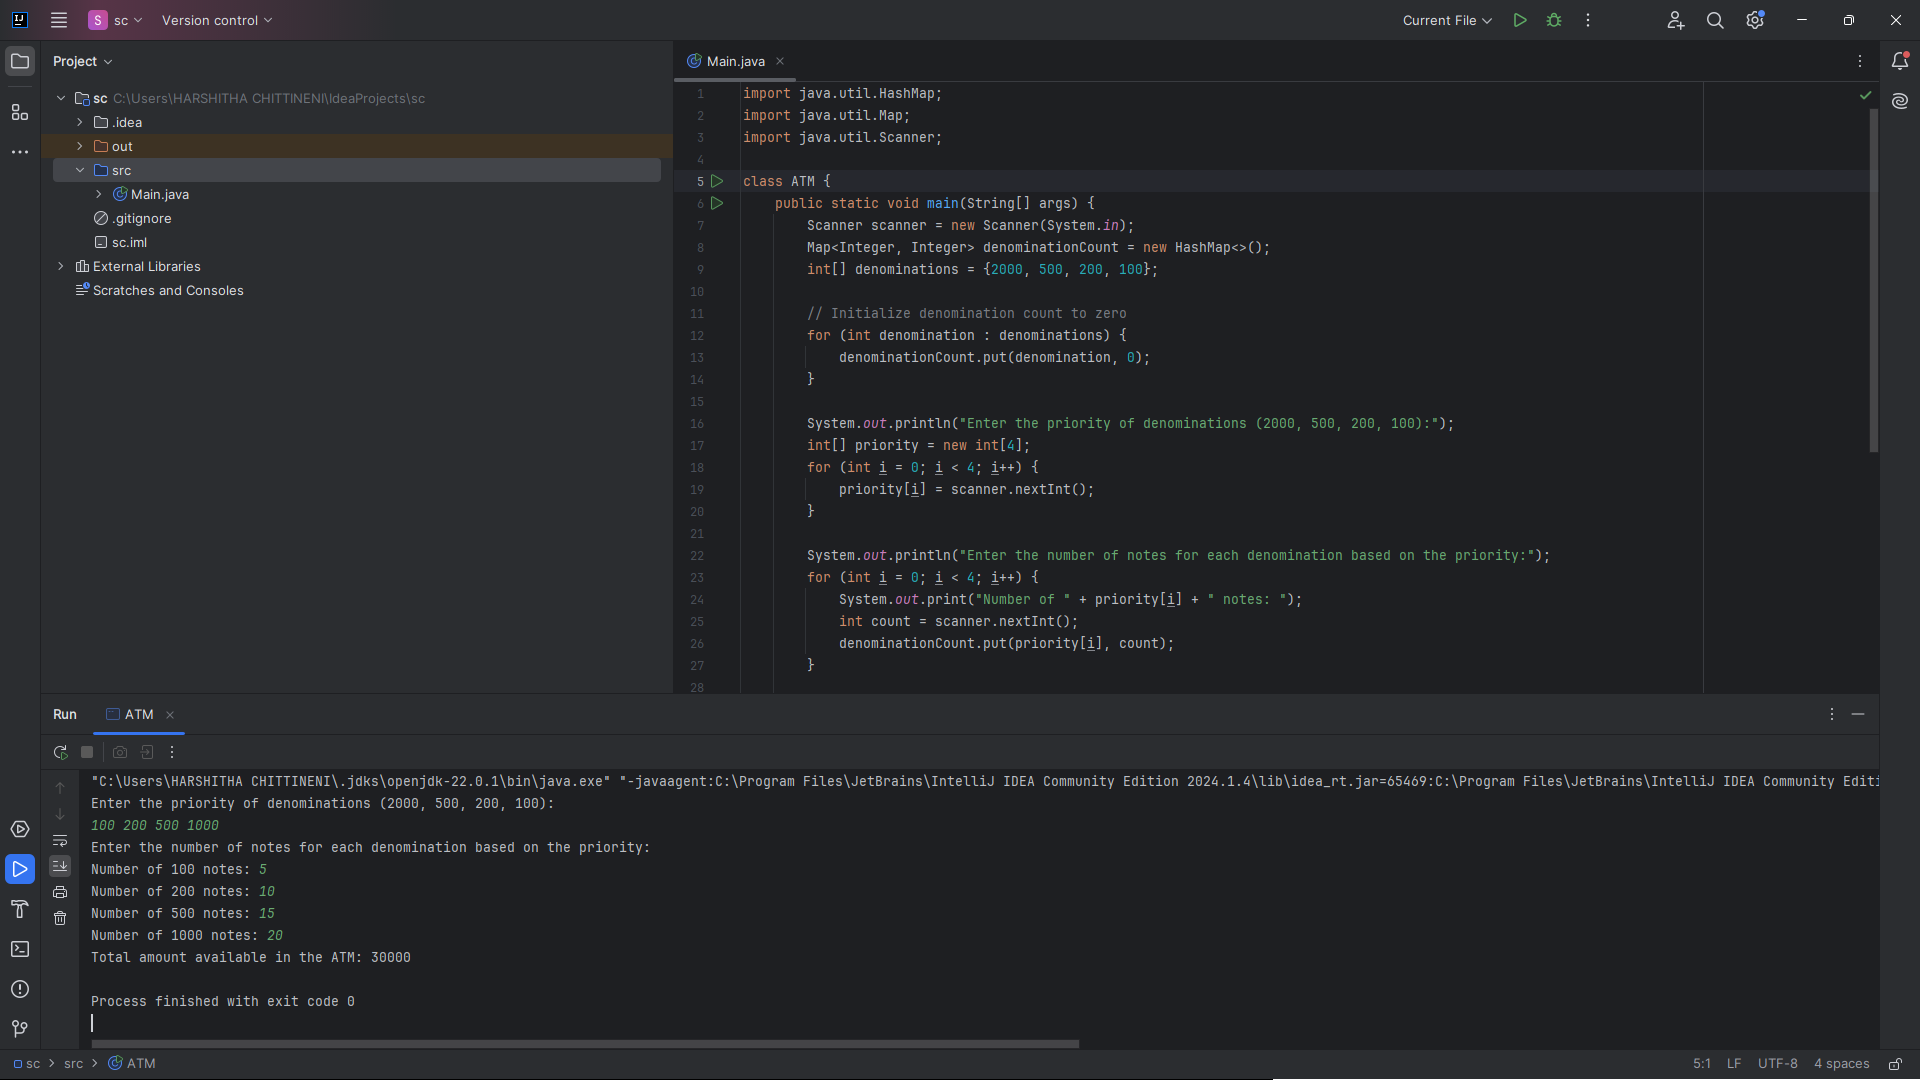 S sc Version control
Current File
Project
Main.java
sc C:\Users\HARSHITHA CHITTINENI\IdeaProjects\sc
.idea
out
src
Main.java
.gitignore
sc.iml
External Libraries
Scratches and Consoles
1 import java.util.HashMap;
2 import java.util.Map;
3 import java.util.Scanner;
4
5 class ATM {
6 public static void main(String[] args) {
7 Scanner scanner = new Scanner(System.in);
8 Map<Integer, Integer> denominationCount = new HashMap<>();
9 int[] denominations = {2000, 500, 200, 100};
10
11 // Initialize denomination count to zero
12 for (int denomination : denominations) {
13 denominationCount.put(denomination, 0);
14 }
15
16 System.out.println("Enter the priority of denominations (2000, 500, 200, 100):");
17 int[] priority = new int[4];
18 for (int i = 0; i < 4; i++) {
19 priority[i] = scanner.nextInt();
20 }
21
22 System.out.println("Enter the number of notes for each denomination based on the priority:");
23 for (int i = 0; i < 4; i++) {
24 System.out.print("Number of " + priority[i] + " notes: ");
25 int count = scanner.nextInt();
26 denominationCount.put(priority[i], count);
27 }
28
Run ATM
"C:\Users\HARSHITHA CHITTINENI\.jdks\openjdk-22.0.1\bin\java.exe" "-javaagent:C:\Program Files\JetBrains\IntelliJ IDEA Community Edition 2024.1.4\lib\idea_rt.jar=65469:C:\Program Files\JetBrains\IntelliJ IDEA Community Editi
Enter the priority of denominations (2000, 500, 200, 100):
100 200 500 1000
Enter the number of notes for each denomination based on the priority:
Number of 100 notes: 5
Number of 200 notes: 10
Number of 500 notes: 15
Number of 1000 notes: 20
Total amount available in the ATM: 30000
Process finished with exit code 0
sc src ATM
5:1 LF UTF-8 4 spaces